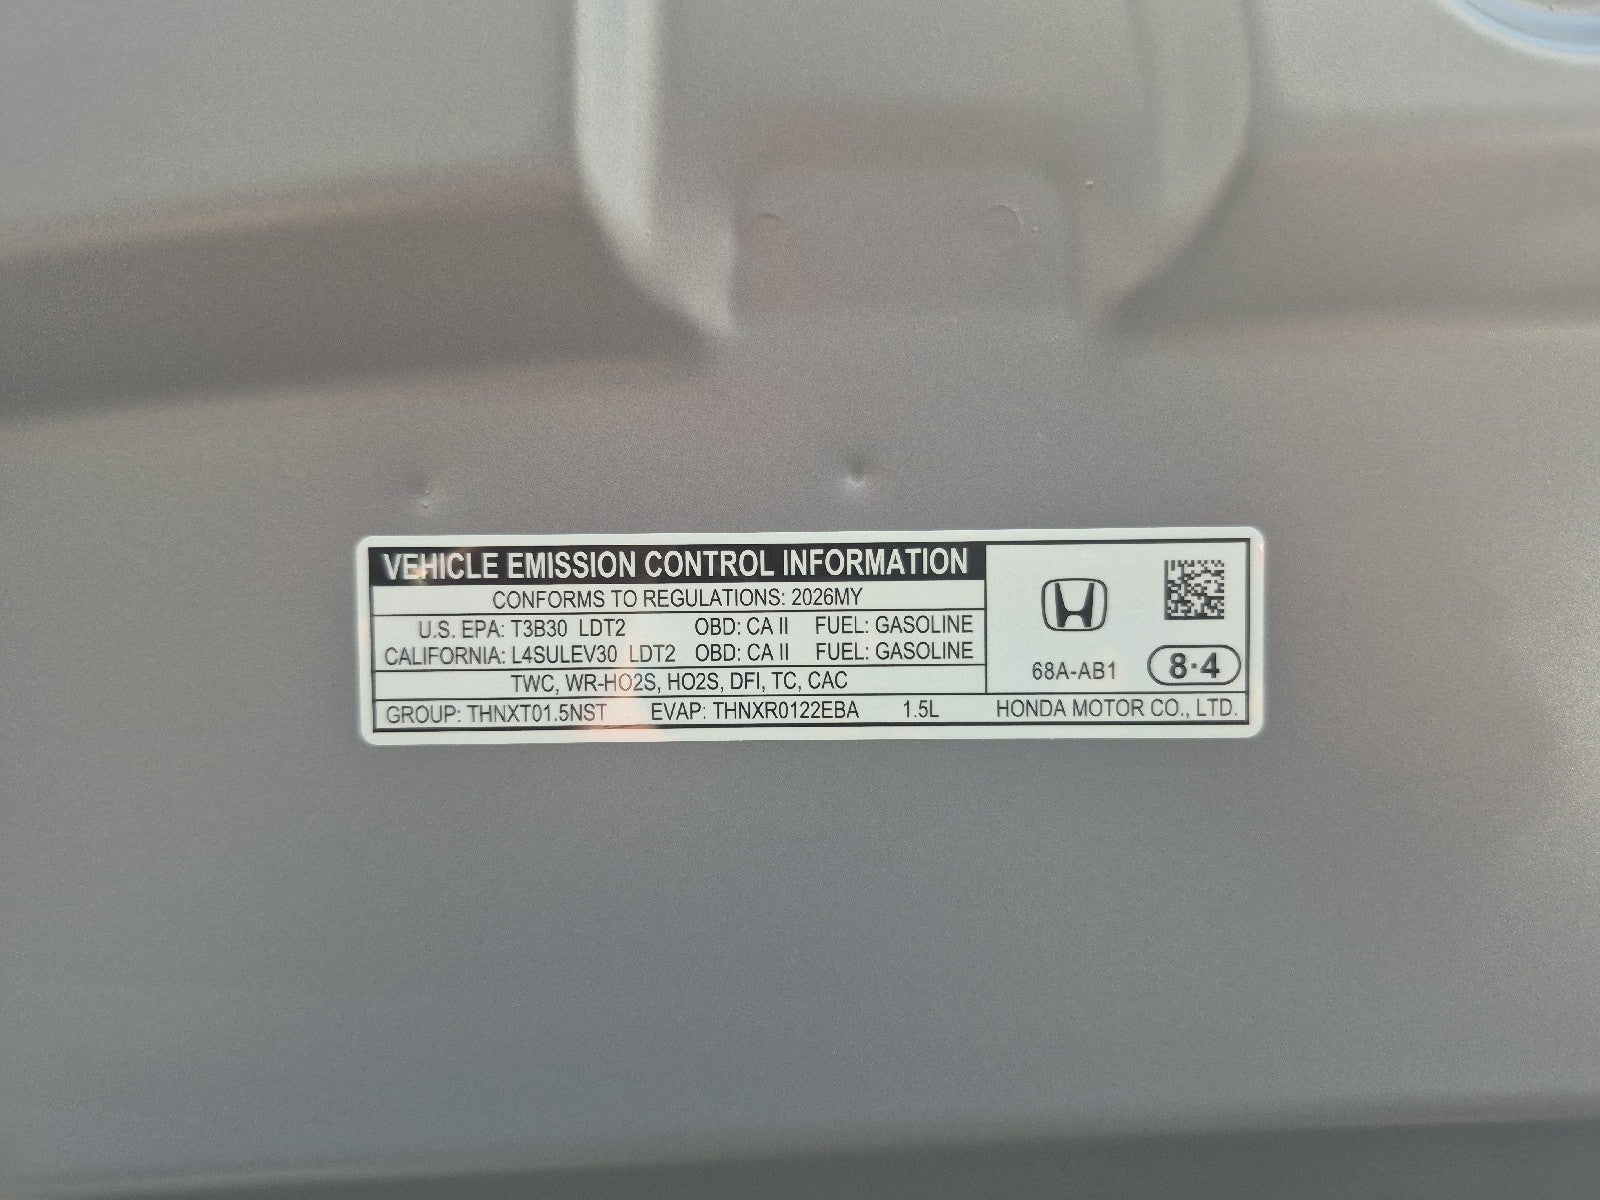 VEHICLE EMISSION CONTROL INFORMATION
CONFORMS TO REGULATIONS: 2026MY
U.S. EPA: T3B30 LDT2 OBD: CA II FUEL: GASOLINE
CALIFORNIA: L4SULEV30 LDT2 OBD: CA II FUEL: GASOLINE
TWC, WR-HO2S, HO2S, DFI, TC, CAC
68A-AB1 8·4
GROUP: THNXT01.5NST EVAP: THNXR0122EBA 1.5L HONDA MOTOR CO., LTD.